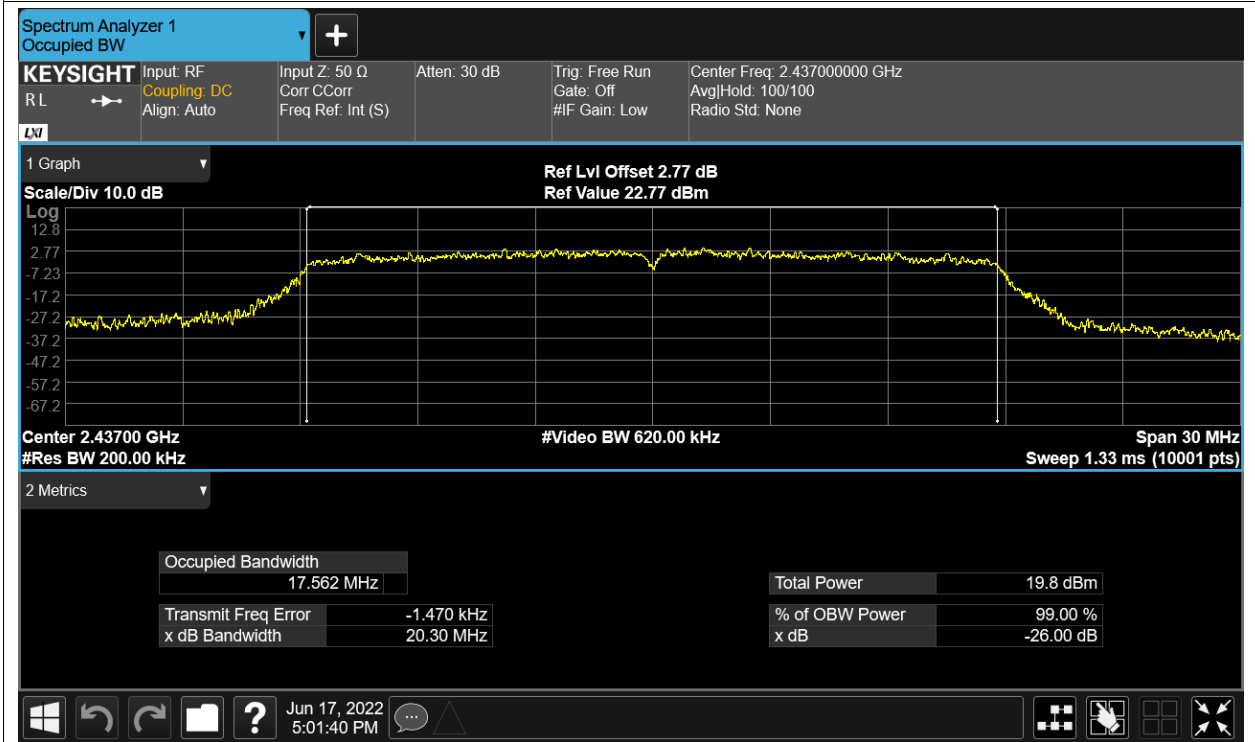 Spectrum Analyzer 1
Occupied BW
KEYSIGHT
R L
LXI
Input: RF
Coupling: DC
Align: Auto
Input Z: 50 Ω
Corr CCorr
Freq Ref: Int (S)
Atten: 30 dB
Trig: Free Run
Gate: Off
#IF Gain: Low
Center Freq: 2.437000000 GHz
Avg|Hold: 100/100
Radio Std: None
1 Graph
Scale/Div 10.0 dB
Ref Lvl Offset 2.77 dB
Ref Value 22.77 dBm
Log
12.8
2.77
-7.23
-17.2
-27.2
-37.2
-47.2
-57.2
-67.2
Center 2.43700 GHz
#Res BW 200.00 kHz
#Video BW 620.00 kHz
Span 30 MHz
Sweep 1.33 ms (10001 pts)
2 Metrics
Occupied Bandwidth
17.562 MHz
Transmit Freq Error -1.470 kHz
x dB Bandwidth 20.30 MHz
Total Power 19.8 dBm
% of OBW Power 99.00 %
x dB -26.00 dB
?
Jun 17, 2022
5:01:40 PM